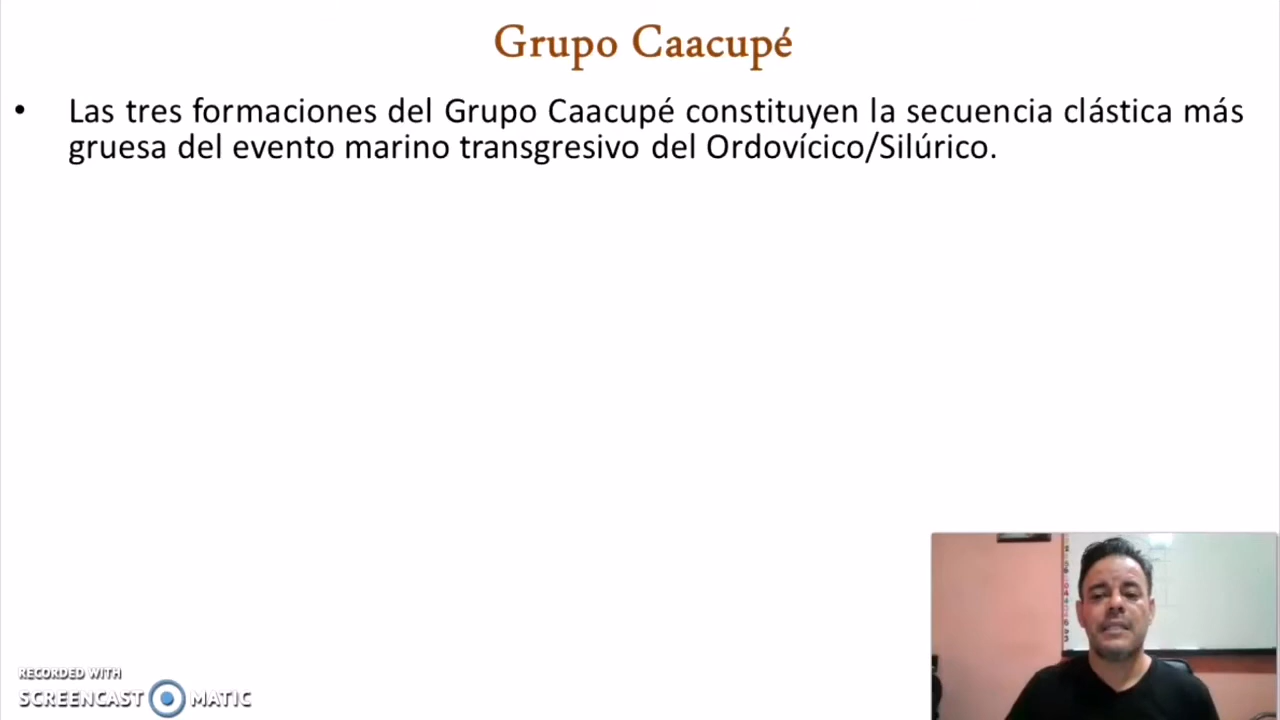 Grupo Caacupé
• Las tres formaciones del Grupo Caacupé constituyen la secuencia clástica más
gruesa del evento marino transgresivo del Ordovícico/Silúrico.
RECORDED WITH
SCREENCAST MATIC